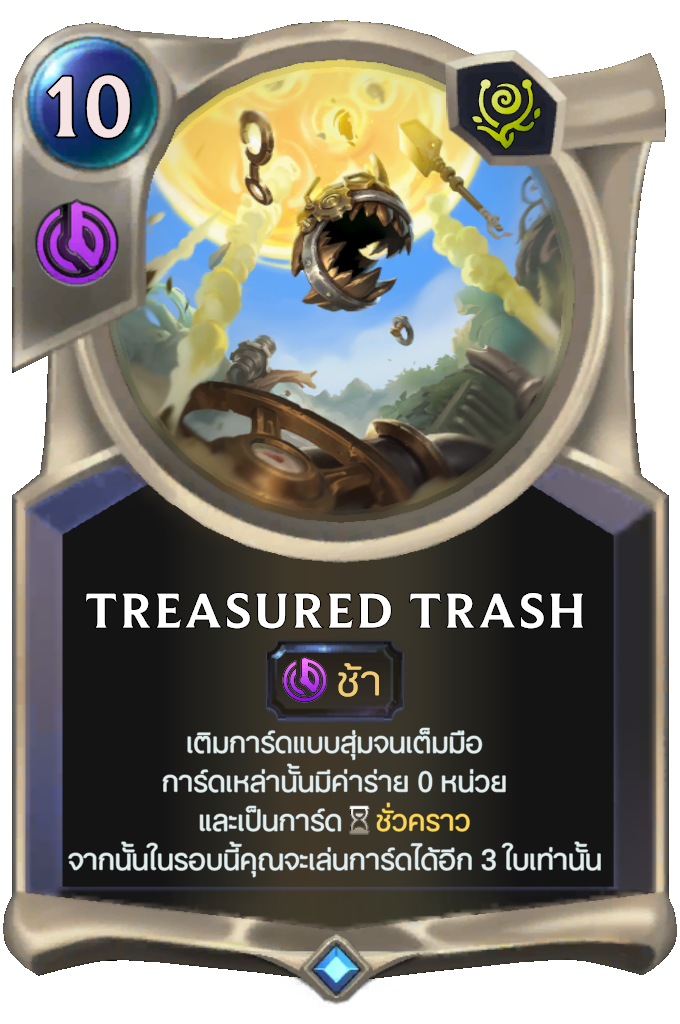 10
TREASURED TRASH
ช้า
เติมการ์ดแบบสุ่มจนเต็มมือ
การ์ดเหล่านั้นมีค่าร่าย 0 หน่วย
และเป็นการ์ด ชั่วคราว
จากนั้นในรอบนี้คุณจะเล่นการ์ดได้อีก 3 ใบเท่านั้น